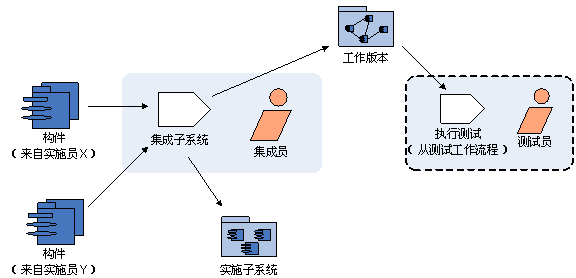 工作版本
构件
（来自实施员X）
集成子系统
集成员
执行测试
（从测试工作流程）
测试员
构件
（来自实施员Y）
实施子系统